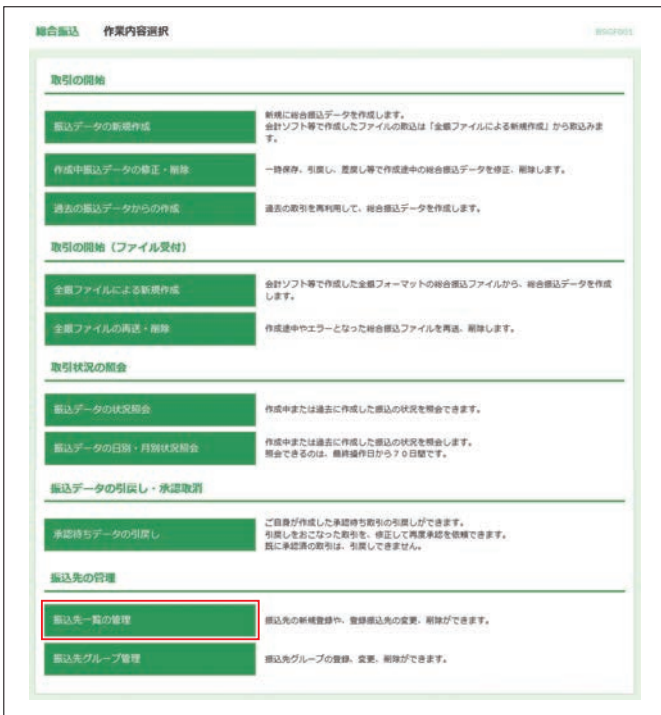 総合振込 作業内容選択 BSGF001
取引の開始
振込データの新規作成
新規に総合振込データを作成します。
会計ソフト等で作成したファイルの取込は「全銀ファイルによる新規作成」から取込みま
す。
作成中振込データの修正・削除
一時保存、引戻し、差戻し等で作成途中の総合振込データを修正、削除します。
過去の振込データからの作成
過去の取引を再利用して、総合振込データを作成します。
取引の開始（ファイル受付）
全銀ファイルによる新規作成
会計ソフト等で作成した全銀フォーマットの総合振込ファイルから、総合振込データを作成
します。
全銀ファイルの再送・削除
作成途中やエラーとなった総合振込ファイルを再送、削除します。
取引状況の照会
振込データの状況照会
作成中または過去に作成した振込の状況を照会できます。
振込データの日別・月別状況照会
作成中または過去に作成した振込の状況を照会します。
照会できるのは、最終操作日から７０日間です。
振込データの引戻し・承認取消
承認待ちデータの引戻し
ご自身が作成した承認待ち取引の引戻しができます。
引戻しをおこなった取引を、修正して再度承認を依頼できます。
既に承認済の取引は、引戻しできません。
振込先の管理
振込先一覧の管理
振込先の新規登録や、登録振込先の変更、削除ができます。
振込先グループ管理
振込先グループの登録、変更、削除ができます。